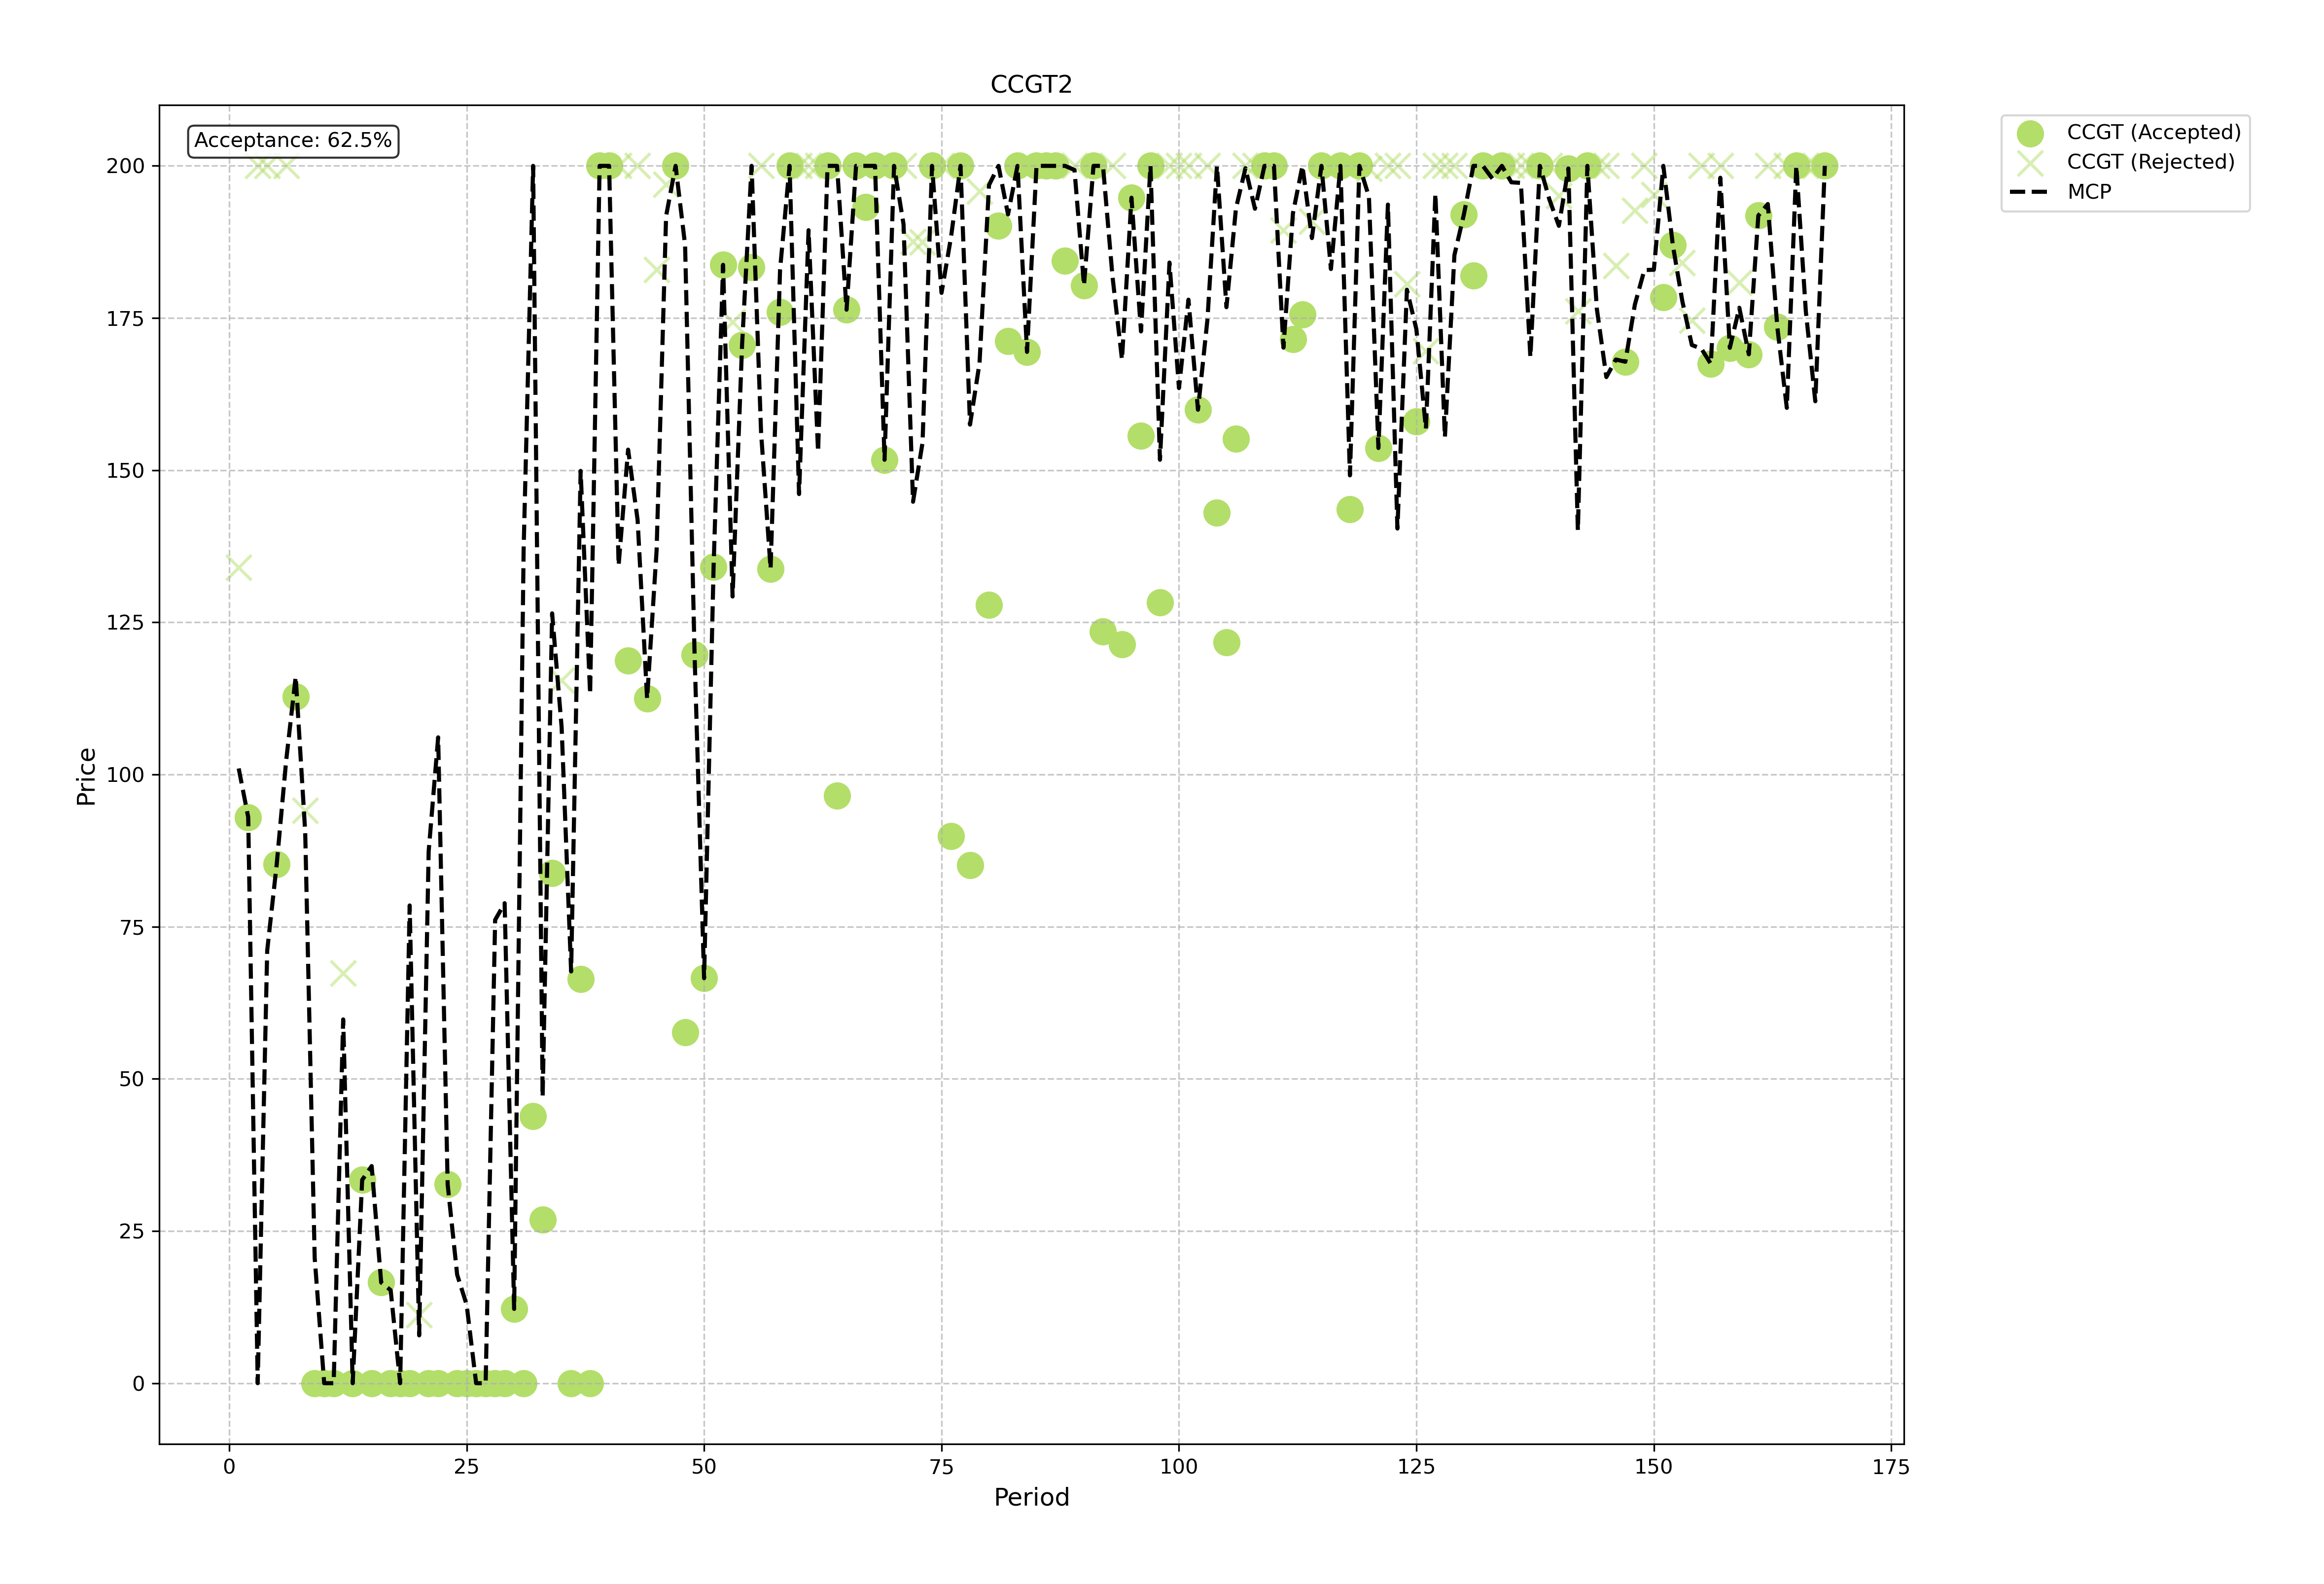 CCGT2
Acceptance: 62.5%
CCGT (Accepted)
CCGT (Rejected)
MCP
Price
200
175
150
125
100
75
50
25
0
0 25 50 75 100 125 150 175
Period